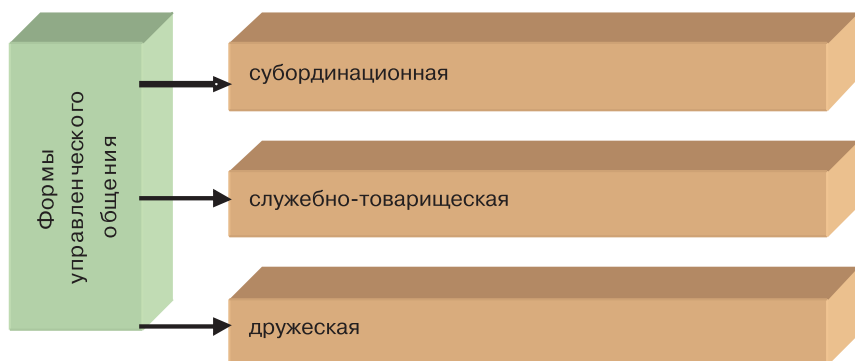 Формы
управленческого
общения
субординационная
служебно-товарищеская
дружеская